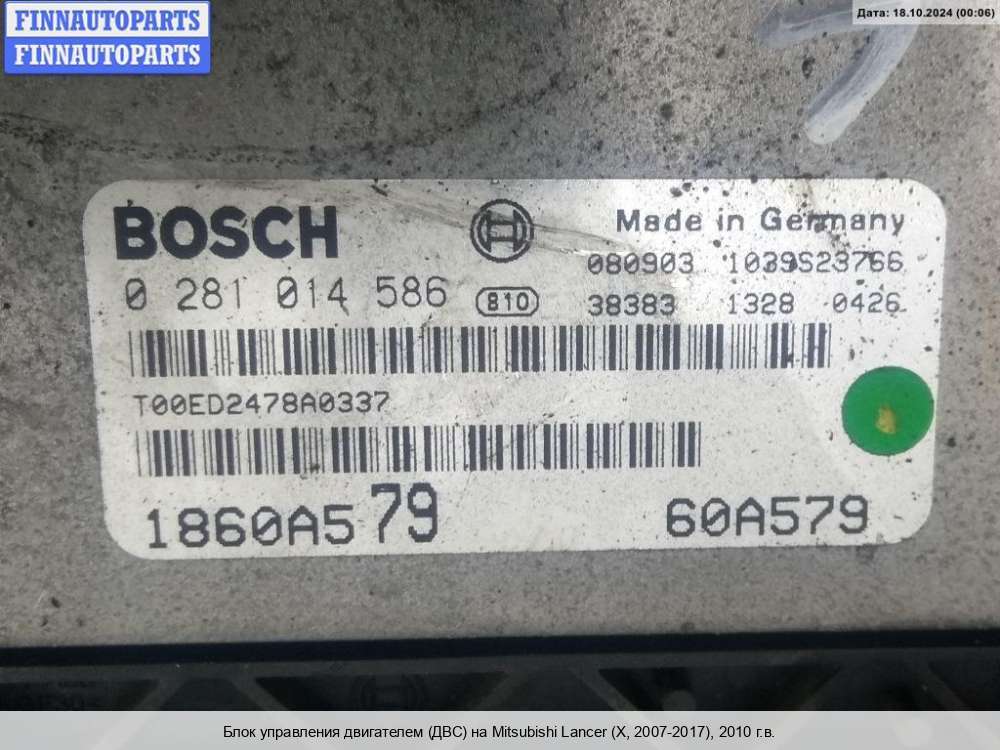 FINNAUTOPARTS
FINNAUTOPARTS
Дата: 18.10.2024 (00:06)
BOSCH
Made in Germany
080903 1039S23766
0 281 014 586
810
38383 1328 0426
T00ED2478A0337
1860A579
60A579
Блок управления двигателем (ДВС) на Mitsubishi Lancer (X, 2007-2017), 2010 г.в.